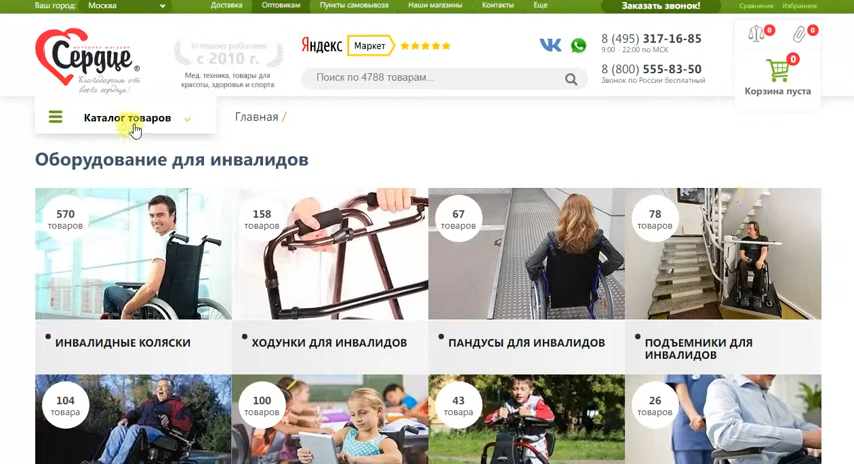 Ваш город: Москва
Доставка Оптовикам Пункты самовывоза Наши магазины Контакты Еще
Заказать звонок!
Сравнение Избранное
интернет-магазин
Сердце®
Благодарим от
всего сердца!
Успешно работаем
с 2010 г.
Мед. техника, товары для
красоты, здоровья и спорта
Яндекс Маркет
Поиск по 4788 товарам...
8 (495) 317-16-85
9:00 - 22:00 по МСК
8 (800) 555-83-50
Звонок по России бесплатный
0 0
0
Корзина пуста
Каталог товаров
Главная /
Оборудование для инвалидов
570
товаров
158
товаров
67
товаров
78
товаров
ИНВАЛИДНЫЕ КОЛЯСКИ
ХОДУНКИ ДЛЯ ИНВАЛИДОВ
ПАНДУСЫ ДЛЯ ИНВАЛИДОВ
ПОДЪЕМНИКИ ДЛЯ
ИНВАЛИДОВ
104
товара
100
товаров
43
товара
26
товаров